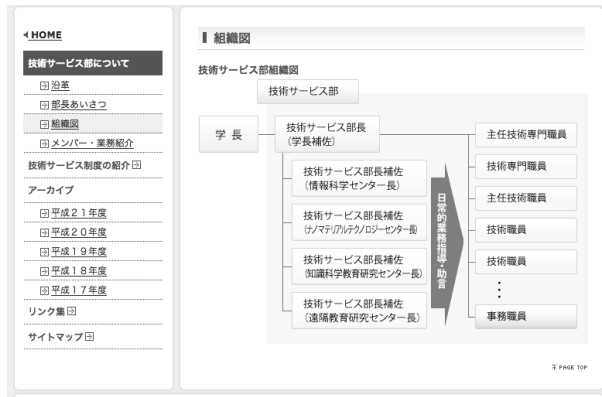 HOME
技術サービス部について
沿革
部長あいさつ
組織図
メンバー・業務紹介
技術サービス制度の紹介
アーカイブ
平成21年度
平成20年度
平成19年度
平成18年度
平成17年度
リンク集
サイトマップ
組織図
技術サービス部組織図
技術サービス部
学 長
技術サービス部長
(学長補佐)
技術サービス部長補佐
(情報科学センター長)
技術サービス部長補佐
(ナノマテリアルテクノロジーセンター長)
技術サービス部長補佐
(知識科学教育研究センター長)
技術サービス部長補佐
(遠隔教育研究センター長)
日常的業務指導・助言
主任技術専門職員
技術専門職員
主任技術職員
技術職員
技術職員
事務職員
PAGE TOP